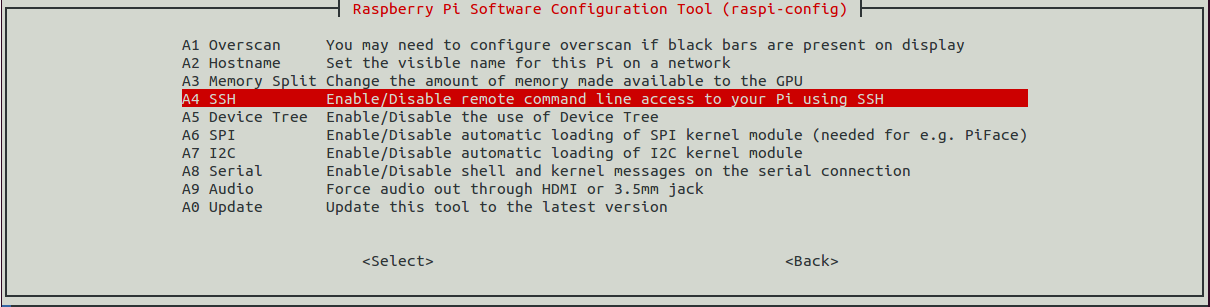 Raspberry Pi Software Configuration Tool (raspi-config)
A1 Overscan You may need to configure overscan if black bars are present on display
A2 Hostname Set the visible name for this Pi on a network
A3 Memory Split Change the amount of memory made available to the GPU
A4 SSH Enable/Disable remote command line access to your Pi using SSH
A5 Device Tree Enable/Disable the use of Device Tree
A6 SPI Enable/Disable automatic loading of SPI kernel module (needed for e.g. PiFace)
A7 I2C Enable/Disable automatic loading of I2C kernel module
A8 Serial Enable/Disable shell and kernel messages on the serial connection
A9 Audio Force audio out through HDMI or 3.5mm jack
A0 Update Update this tool to the latest version
<Select> <Back>